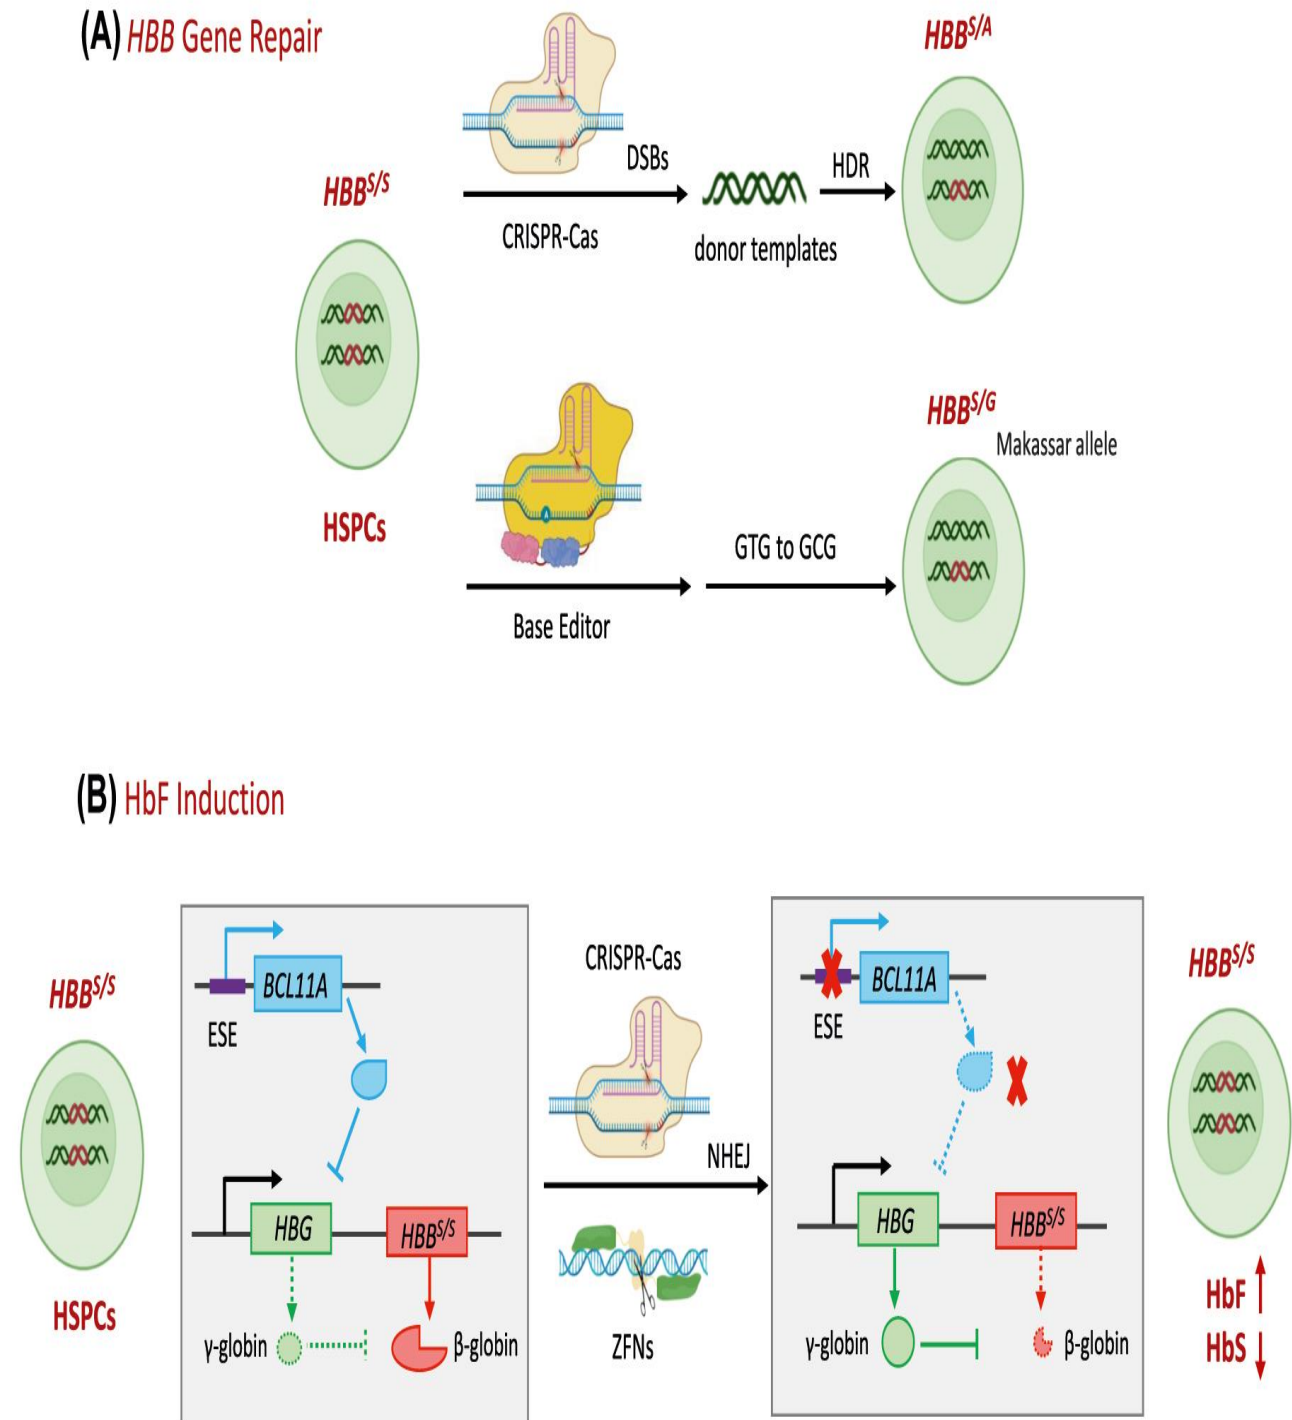 (A) HBB Gene Repair
HBB^S/A
DSBs
HDR
HBB^S/S
CRISPR-Cas
donor templates
HBB^S/G
Makassar allele
A
HSPCs
GTG to GCG
Base Editor
(B) HbF Induction
HBB^S/S
BCL11A
ESE
HBG
HBB^S/S
γ-globin
β-globin
HSPCs
CRISPR-Cas
NHEJ
ZFNs
BCL11A
ESE
HBG
HBB^S/S
γ-globin
β-globin
HBB^S/S
HbF
HbS